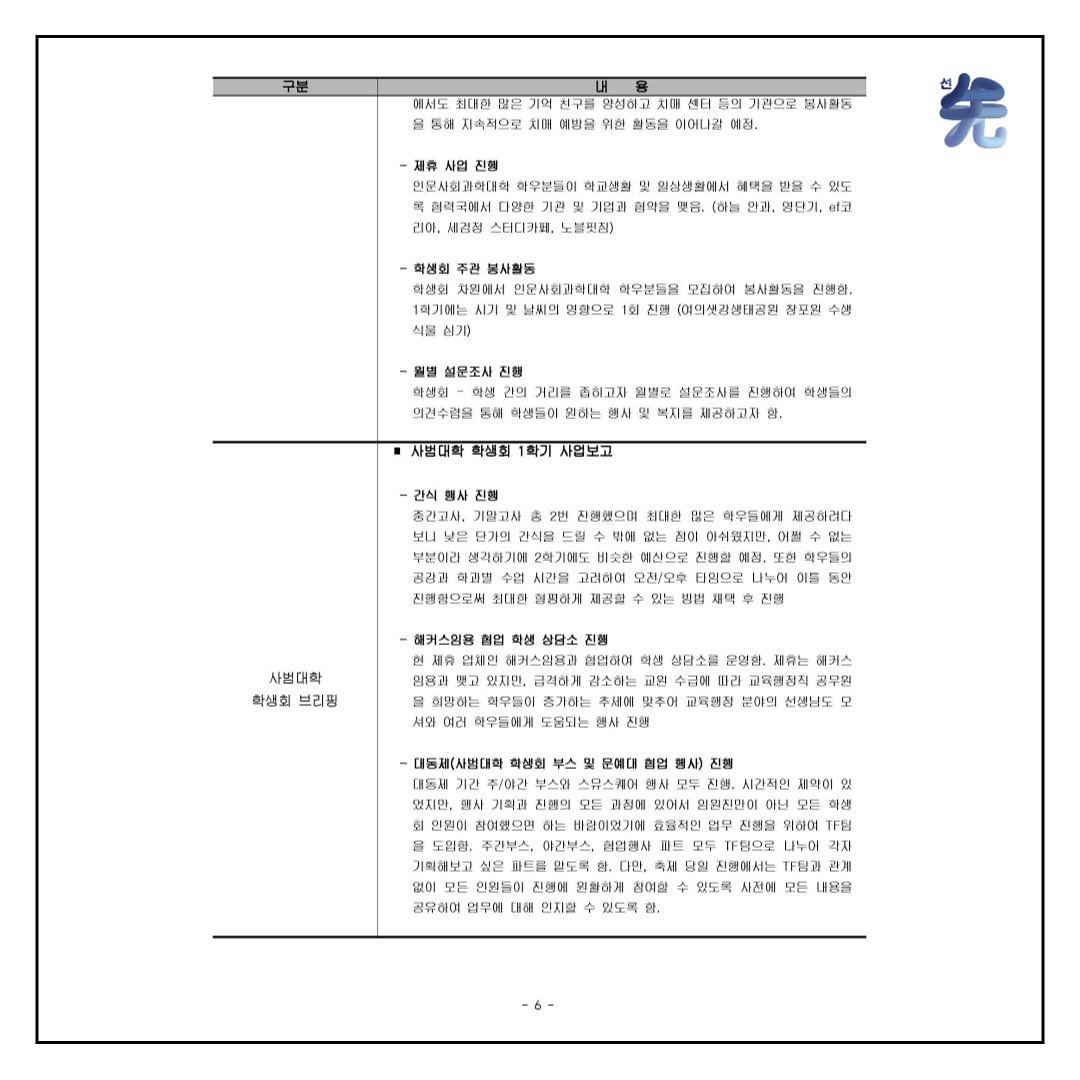 선
先
구분 내 용
에서도 최대한 많은 기억 친구를 양성하고 치매 센터 등의 기관으로 봉사활동
을 통해 지속적으로 치매 예방을 위한 활동을 이어나갈 예정.
- 제휴 사업 진행
인문사회과학대학 학우분들이 학교생활 및 일상생활에서 혜택을 받을 수 있도
록 협력국에서 다양한 기관 및 기업과 협약을 맺음. (하늘 안과, 영단기, ef코
리아, 세검정 스터디카페, 노블핏짐)
- 학생회 주관 봉사활동
학생회 차원에서 인문사회과학대학 학우분들을 모집하여 봉사활동을 진행함.
1학기에는 시기 및 날씨의 영향으로 1회 진행 (여의샛강생태공원 창포원 수생
식물 심기)
- 월별 설문조사 진행
학생회 - 학생 간의 거리를 좁히고자 월별로 설문조사를 진행하여 학생들의
의견수렴을 통해 학생들이 원하는 행사 및 복지를 제공하고자 함.
사범대학
학생회 브리핑
■ 사범대학 학생회 1학기 사업보고
- 간식 행사 진행
중간고사, 기말고사 총 2번 진행했으며 최대한 많은 학우들에게 제공하려다
보니 낮은 단가의 간식을 드릴 수 밖에 없는 점이 아쉬웠지만, 어쩔 수 없는
부분이라 생각하기에 2학기에도 비슷한 예산으로 진행할 예정. 또한 학우들의
공강과 학과별 수업 시간을 고려하여 오전/오후 타임으로 나누어 이틀 동안
진행함으로써 최대한 형평하게 제공할 수 있는 방법 채택 후 진행
- 해커스임용 협업 학생 상담소 진행
현 제휴 업체인 해커스임용과 협업하여 학생 상담소를 운영함. 제휴는 해커스
임용과 맺고 있지만, 급격하게 감소하는 교원 수급에 따라 교육행정직 공무원
을 희망하는 학우들이 증가하는 추세에 맞추어 교육행정 분야의 선생님도 모
셔와 여러 학우들에게 도움되는 행사 진행
- 대동제(사범대학 학생회 부스 및 문예대 협업 행사) 진행
대동제 기간 주/야간 부스와 스뮤스퀘어 행사 모두 진행. 시간적인 제약이 있
었지만, 행사 기획과 진행의 모든 과정에 있어서 임원진만이 아닌 모든 학생
회 인원이 참여했으면 하는 바람이었기에 효율적인 업무 진행을 위하여 TF팀
을 도입함. 주간부스, 야간부스, 협업행사 파트 모두 TF팀으로 나누어 각자
기획해보고 싶은 파트를 맡도록 함. 다만, 축제 당일 진행에서는 TF팀과 관계
없이 모든 인원들이 진행에 원활하게 참여할 수 있도록 사전에 모든 내용을
공유하여 업무에 대해 인지할 수 있도록 함.
- 6 -